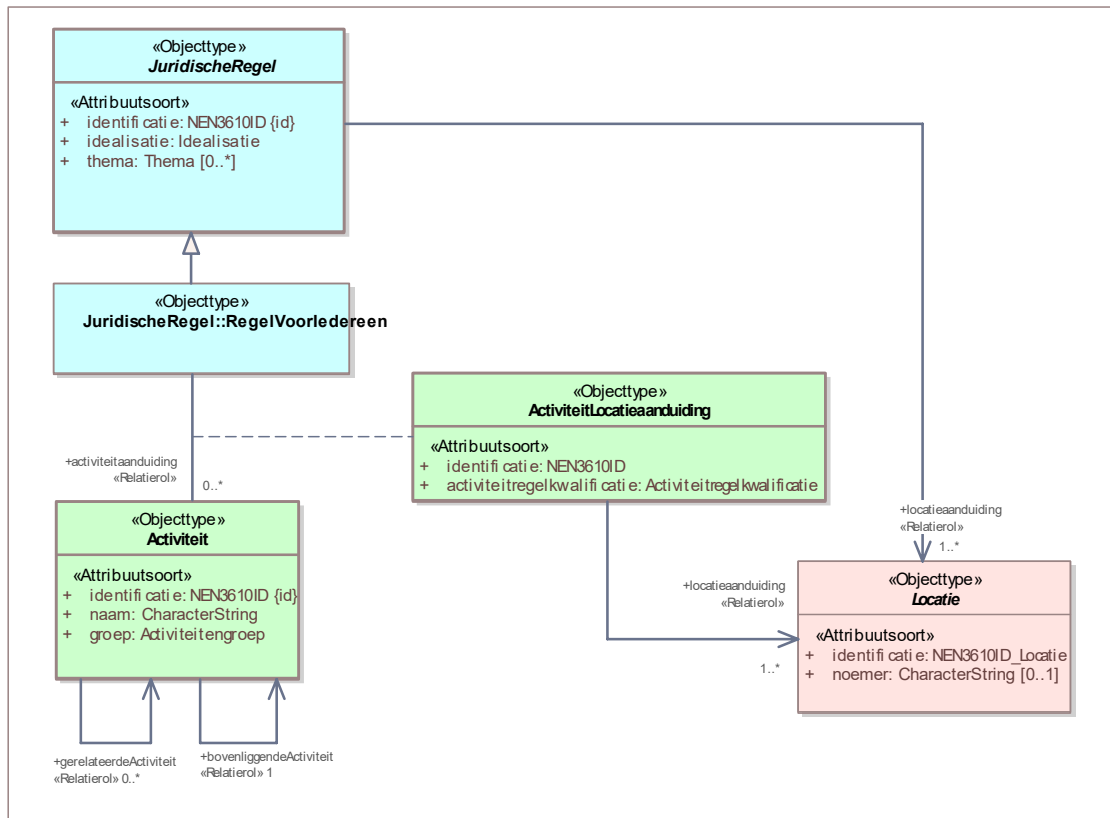 «Objecttype»
JuridischeRegel
«Attribuutsoort»
+ identificatie: NEN3610ID {id}
+ idealisatie: Idealisatie
+ thema: Thema [0..*]
«Objecttype»
JuridischeRegel::RegelVoorIedereen
«Objecttype»
ActiviteitLocatieaanduiding
«Attribuutsoort»
+ identificatie: NEN3610ID
+ activiteitregelkwalificatie: Activiteitregelkwalificatie
+activiteitaanduiding
«Relatierol»
0..*
«Objecttype»
Activiteit
«Attribuutsoort»
+ identificatie: NEN3610ID {id}
+ naam: CharacterString
+ groep: Activiteitengroep
+locatieaanduiding
«Relatierol»
1..*
+locatieaanduiding
«Relatierol»
1..*
«Objecttype»
Locatie
«Attribuutsoort»
+ identificatie: NEN3610ID_Locatie
+ noemer: CharacterString [0..1]
+gerelateerdeActiviteit
«Relatierol» 0..*
+bovenliggendeActiviteit
«Relatierol» 1